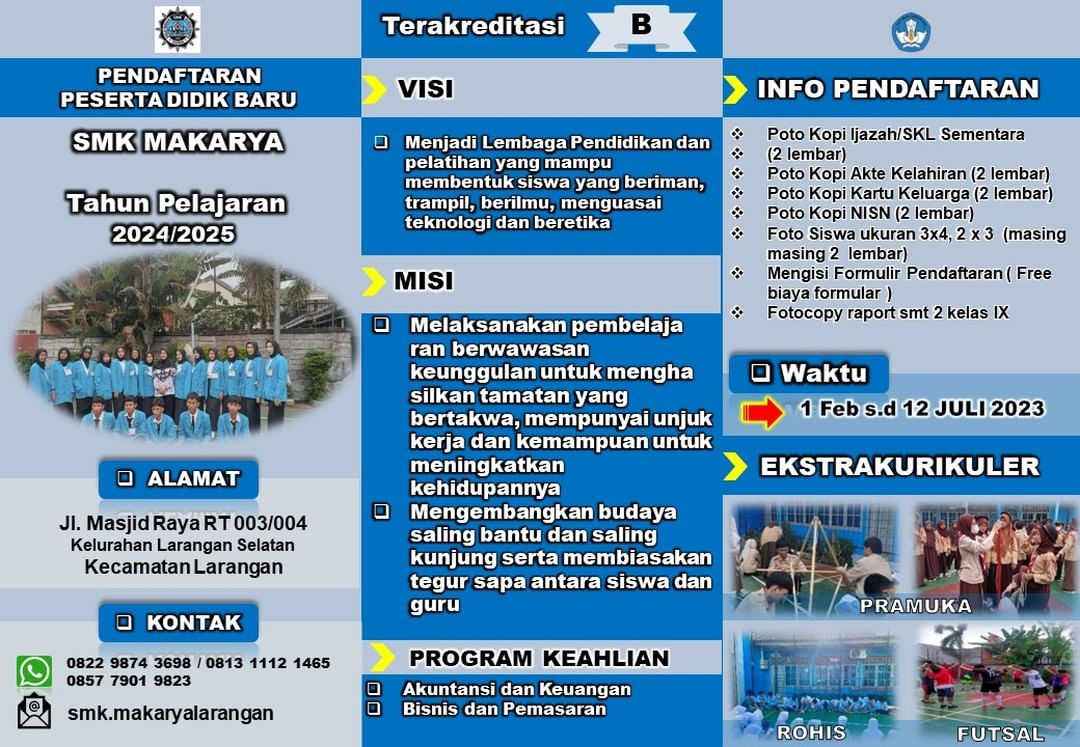 PENDAFTARAN
PESERTA DIDIK BARU
SMK MAKARYA
Tahun Pelajaran
2024/2025
❑ ALAMAT
Jl. Masjid Raya RT 003/004
Kelurahan Larangan Selatan
Kecamatan Larangan
❑ KONTAK
0822 9874 3698 / 0813 1112 1465
0857 7901 9823
smk.makaryalarangan
Terakreditasi B
VISI
❑ Menjadi Lembaga Pendidikan dan
pelatihan yang mampu
membentuk siswa yang beriman,
trampil, berilmu, menguasai
teknologi dan beretika
MISI
❑ Melaksanakan pembelaja
ran berwawasan
keunggulan untuk mengha
silkan tamatan yang
bertakwa, mempunyai unjuk
kerja dan kemampuan untuk
meningkatkan
kehidupannya
❑ Mengembangkan budaya
saling bantu dan saling
kunjung serta membiasakan
tegur sapa antara siswa dan
guru
PROGRAM KEAHLIAN
❑ Akuntansi dan Keuangan
❑ Bisnis dan Pemasaran
INFO PENDAFTARAN
❖ Poto Kopi Ijazah/SKL Sementara
❖ (2 lembar)
❖ Poto Kopi Akte Kelahiran (2 lembar)
❖ Poto Kopi Kartu Keluarga (2 lembar)
❖ Poto Kopi NISN (2 lembar)
❖ Foto Siswa ukuran 3x4, 2 x 3 (masing
masing 2 lembar)
❖ Mengisi Formulir Pendaftaran ( Free
biaya formular )
❖ Fotocopy raport smt 2 kelas IX
❑ Waktu
1 Feb s.d 12 JULI 2023
EKSTRAKURIKULER
PRAMUKA
ROHIS
FUTSAL